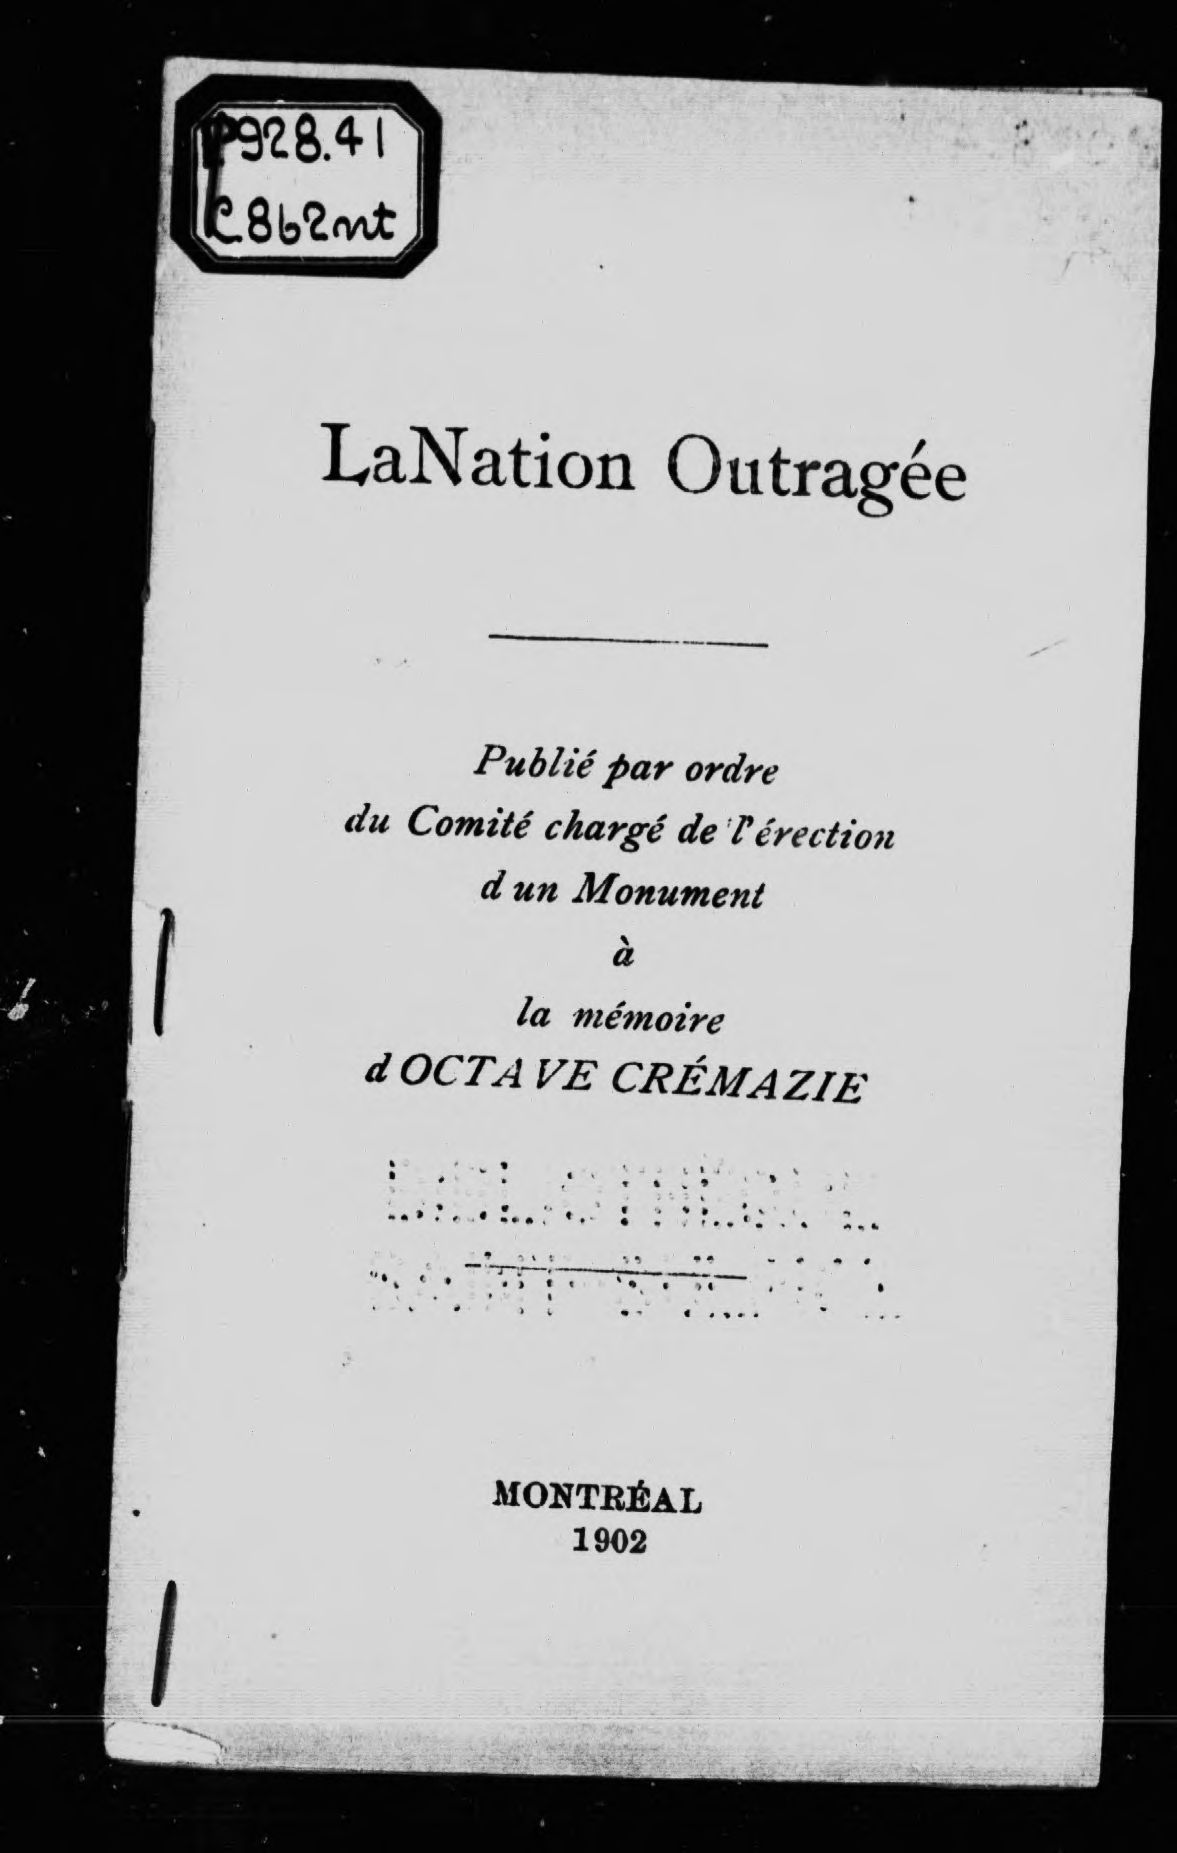 P928.41
C862nt
LaNation Outragée
Publié par ordre
du Comité chargé de l'érection
d un Monument
à
la mémoire
d OCTAVE CRÉMAZIE
MONTRÉAL
1902